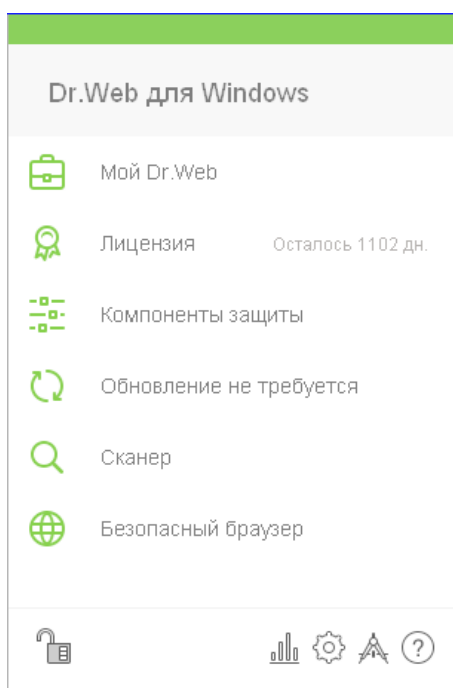 Dr.Web для Windows
Мой Dr.Web
Лицензия Осталось 1102 дн.
Компоненты защиты
Обновление не требуется
Сканер
Безопасный браузер